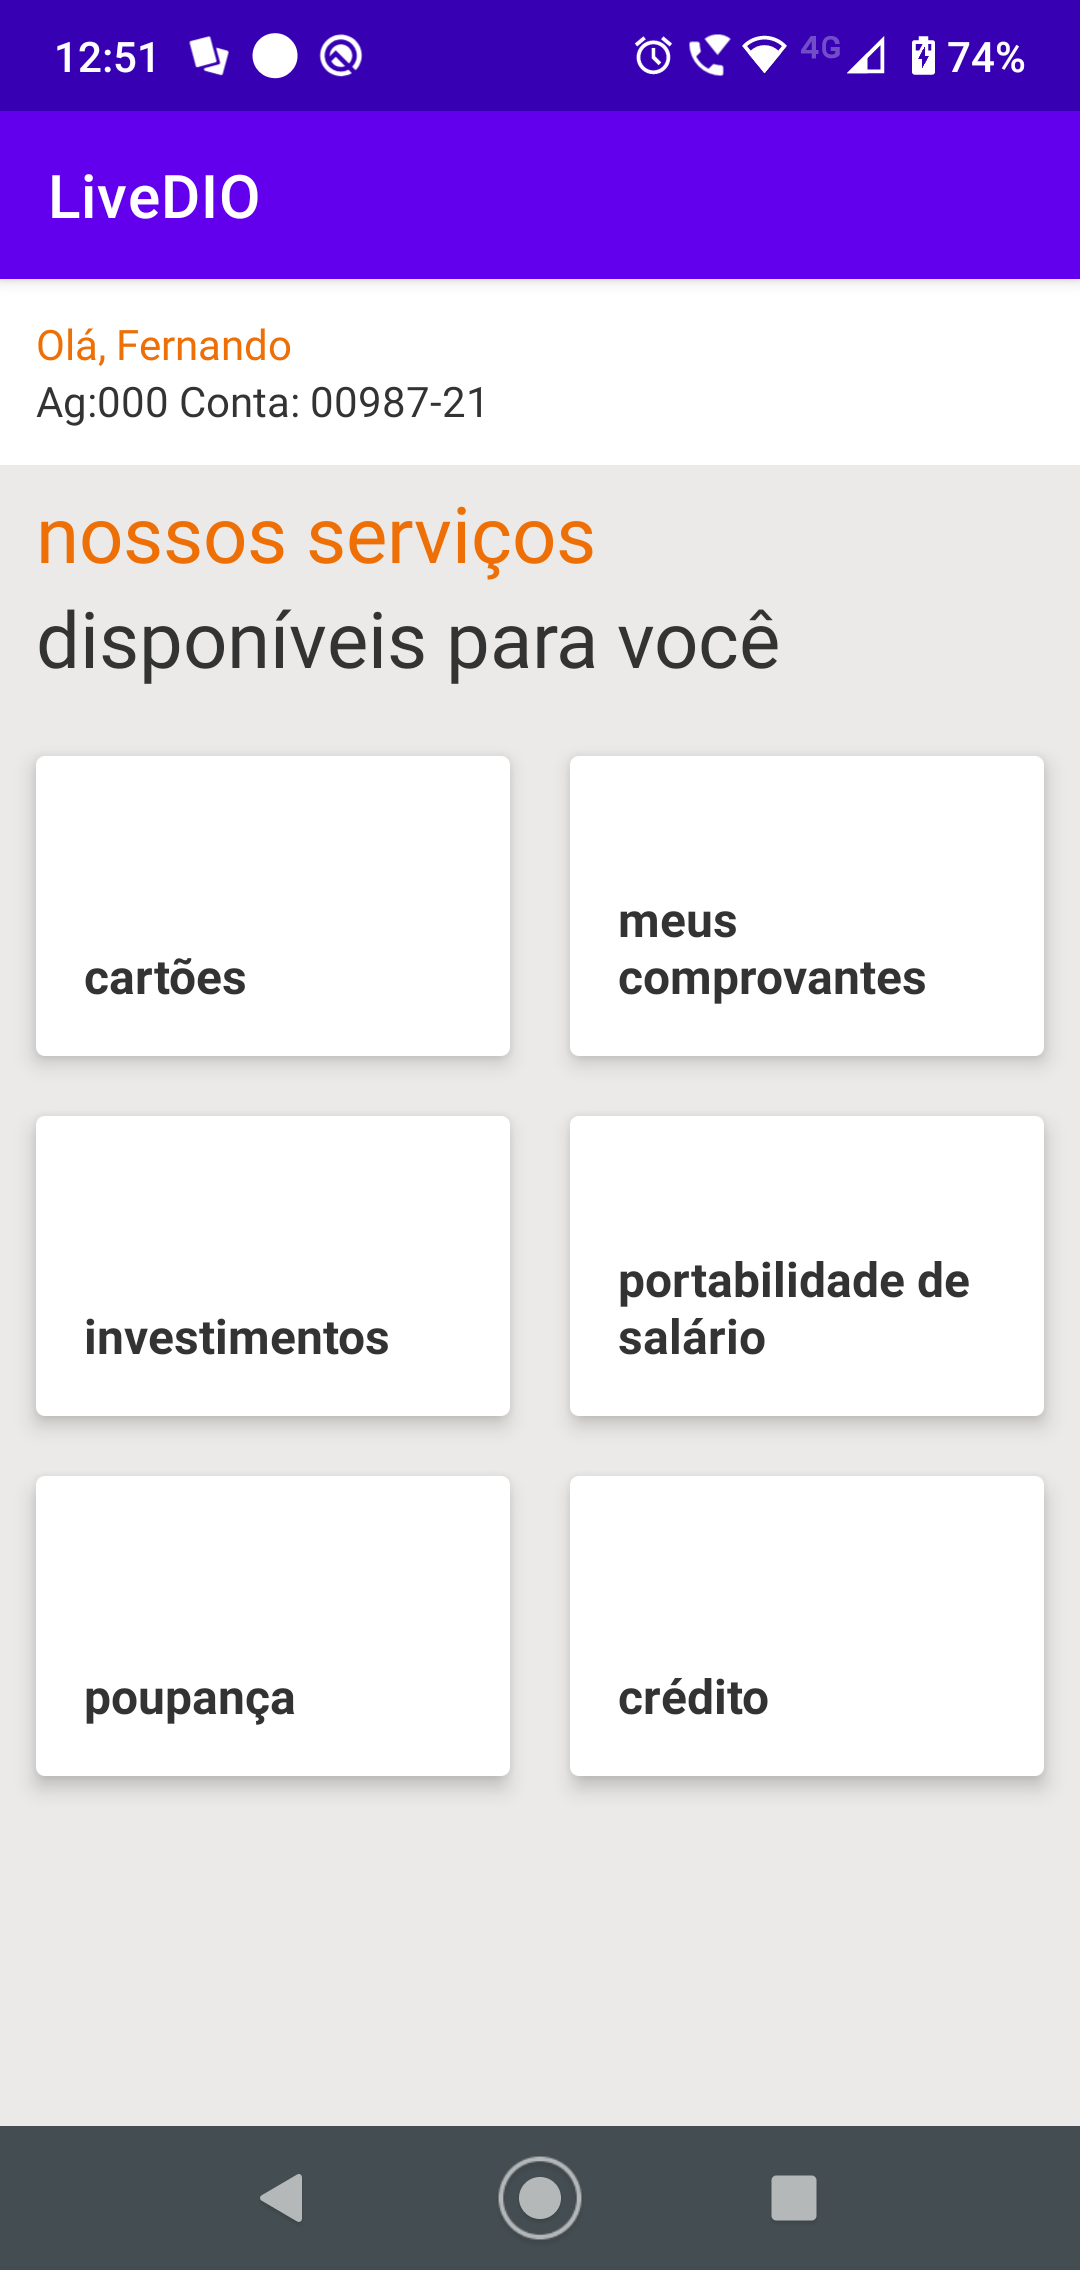 12:51 4G 74%
LiveDIO
Olá, Fernando
Ag:000 Conta: 00987-21
nossos serviços
disponíveis para você
cartões
meus
comprovantes
investimentos
portabilidade de
salário
poupança
crédito